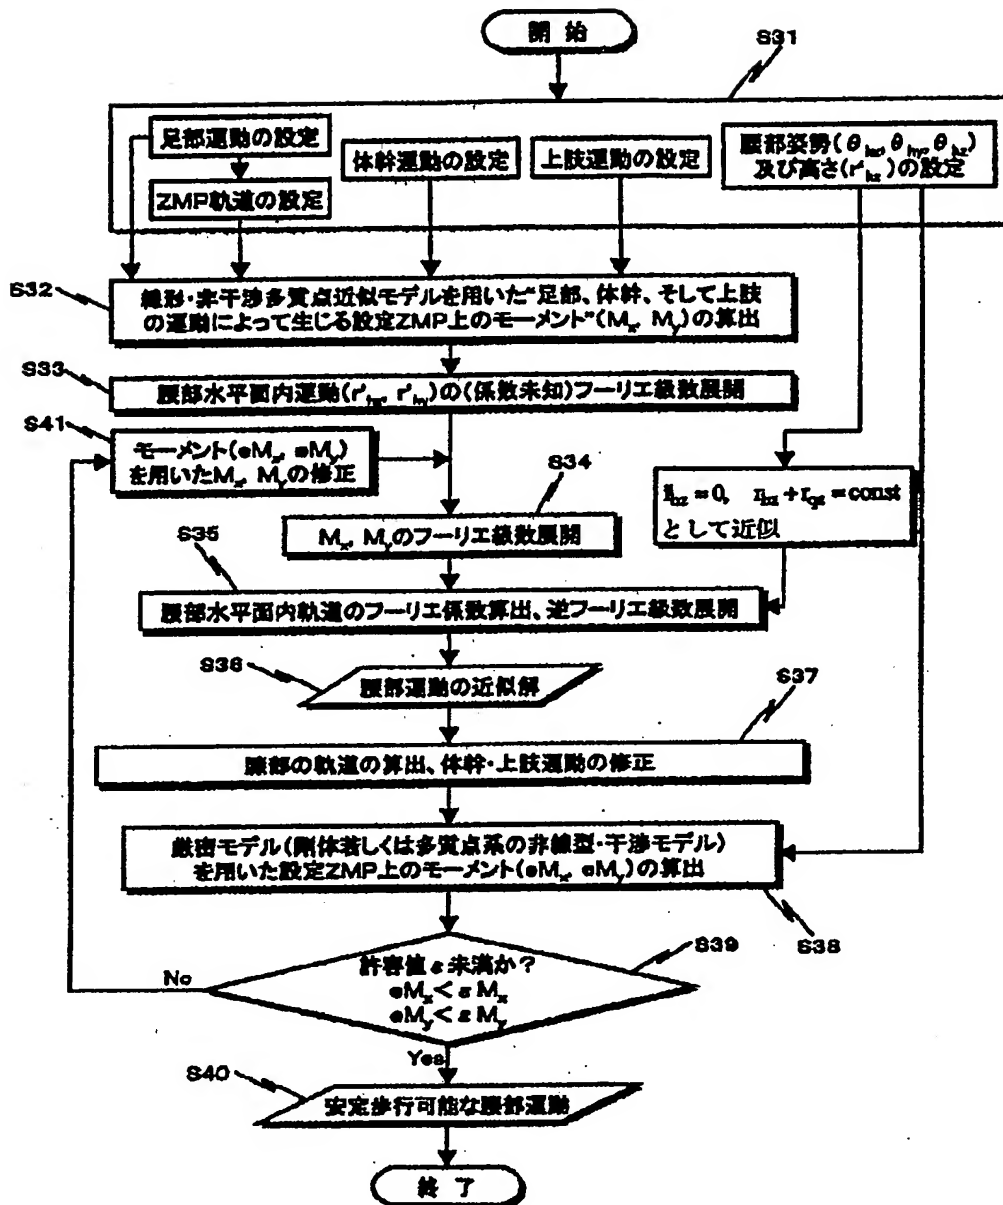 開 始
S31
足部運動の設定
ZMP軌道の設定
体幹運動の設定
上肢運動の設定
腰部姿勢(θhx, θhy, θhz)
及び高さ(r'hz)の設定
S32
線形・非干渉多質点近似モデルを用いた"足部、体幹、そして上肢
の運動によって生じる設定ZMP上のモーメント"(Mx, My)の算出
S33
腰部水平面内運動(r'hx, r'hy)の(係数未知)フーリエ級数展開
S41
モーメント(eMx, eMy)
を用いたMx, Myの修正
S34
Mx, Myのフーリエ級数展開
= 0, + rqz = const
として近似
S35
腰部水平面内軌道のフーリエ係数算出、逆フーリエ級数展開
S36
腰部運動の近似解
S37
腰部の軌道の算出、体幹・上肢運動の修正
厳密モデル(剛体若しくは多質点系の非線型・干渉モデル)
を用いた設定ZMP上のモーメント(eMx, eMy)の算出
S38
S39
許容値ε未満か?
eMx < εMx
eMy < εMy
No
Yes
S40
安定歩行可能な腰部運動
終 了